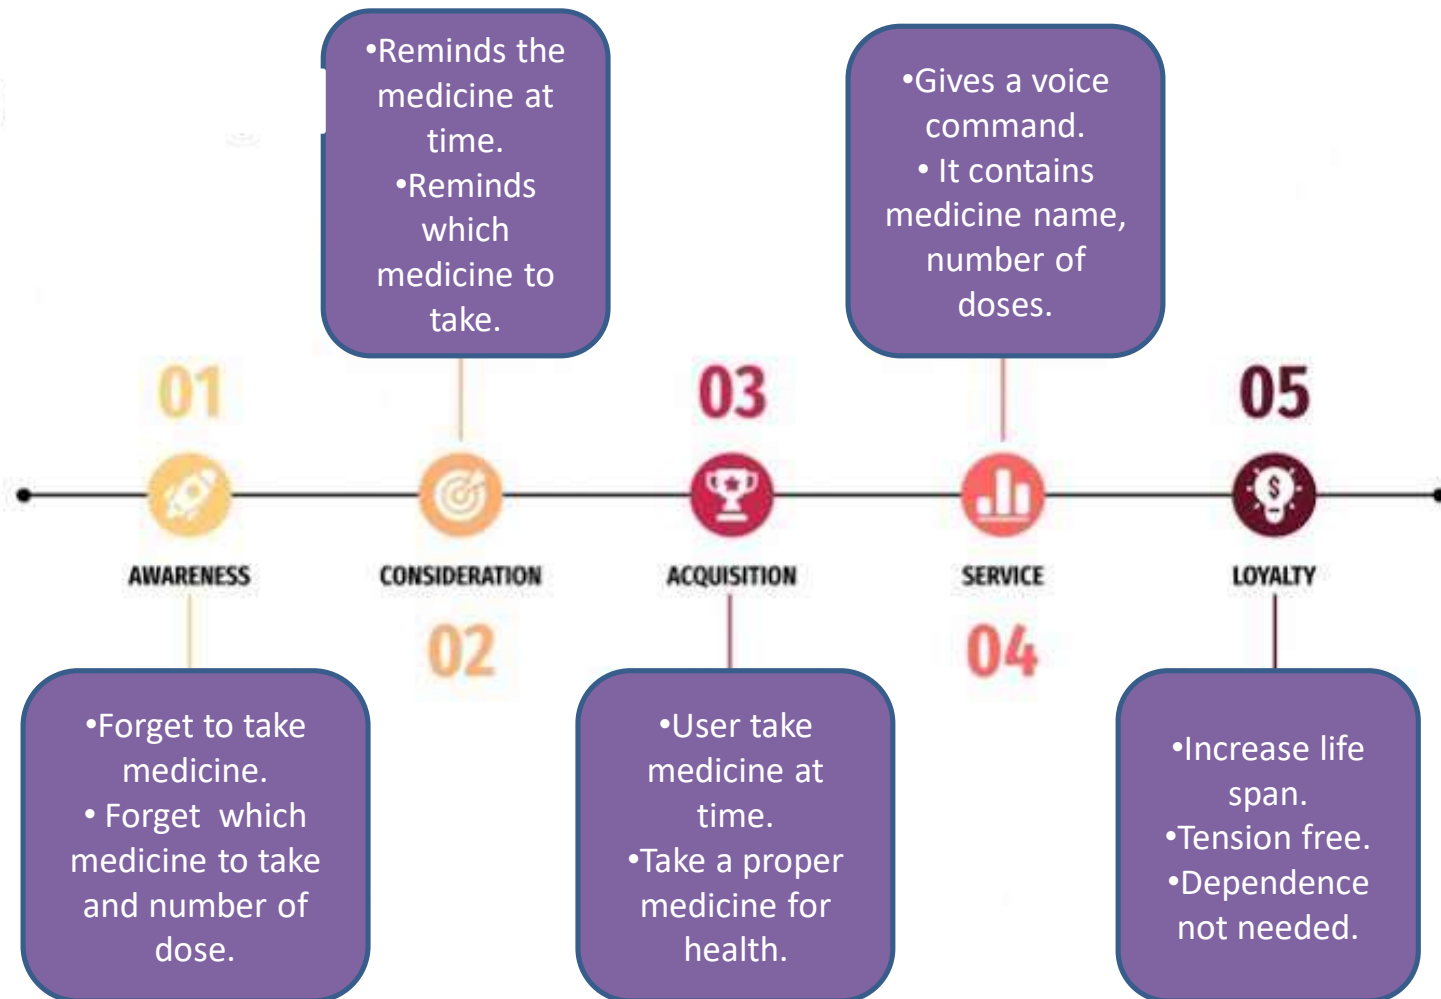 •Reminds the
medicine at
time.
•Reminds
which
medicine to
take.
•Gives a voice
command.
• It contains
medicine name,
number of
doses.
01
03
05
AWARENESS
CONSIDERATION
ACQUISITION
SERVICE
LOYALTY
02
04
•Forget to take
medicine.
• Forget which
medicine to take
and number of
dose.
•User take
medicine at
time.
•Take a proper
medicine for
health.
•Increase life
span.
•Tension free.
•Dependence
not needed.